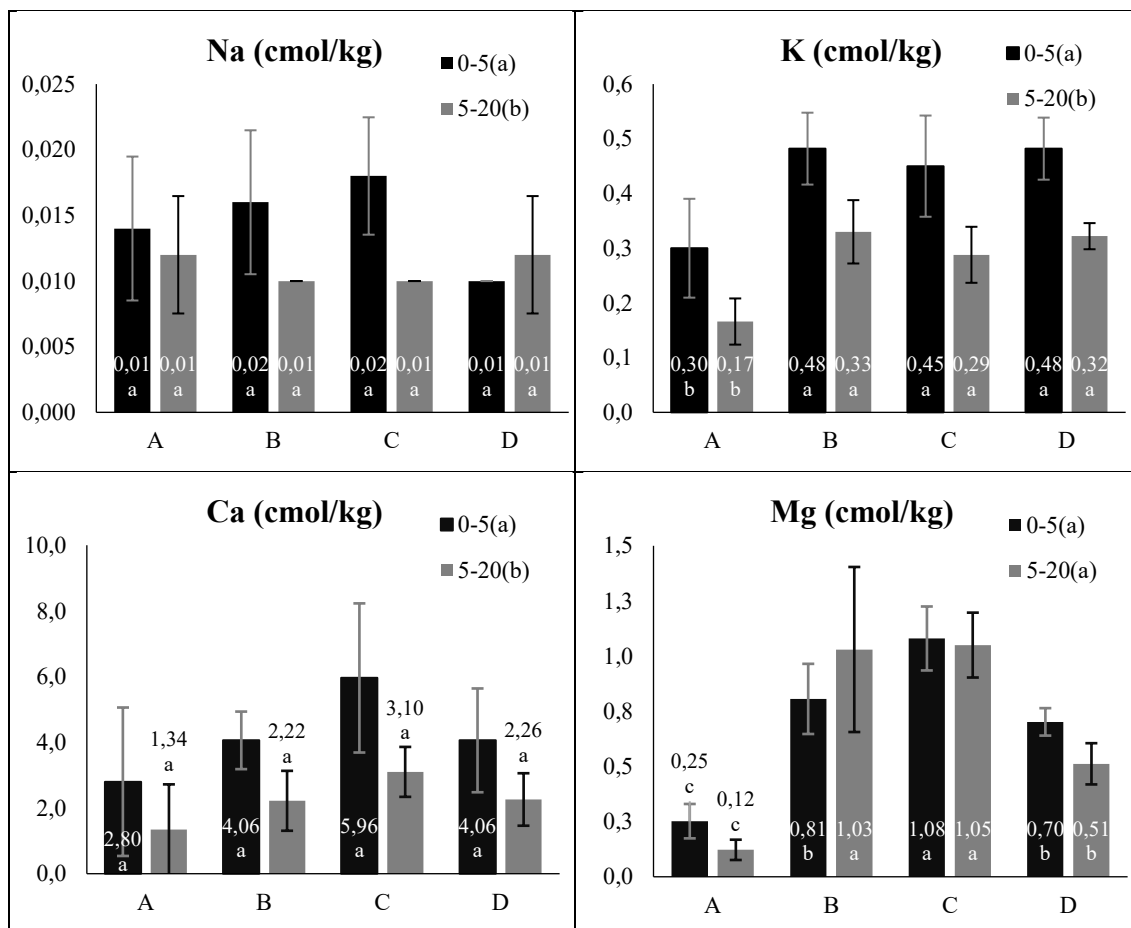 Na (cmol/kg)
0-5(a)
5-20(b)
0,025
0,020
0,015
0,010
0,005
0,000
0,01 0,01 0,02 0,01 0,02 0,01 0,01 0,01
a a a a a a a a
A B C D
K (cmol/kg)
0-5(a)
5-20(b)
0,6
0,5
0,4
0,3
0,2
0,1
0,0
0,30 0,17 0,48 0,33 0,45 0,29 0,48 0,32
b b a a a a a a
A B C D
Ca (cmol/kg)
0-5(a)
5-20(b)
10,0
8,0
6,0
4,0
2,0
0,0
1,34 2,22 3,10 2,26
a a a a
2,80 4,06 5,96 4,06
a a a a
A B C D
Mg (cmol/kg)
0-5(a)
5-20(a)
1,5
1,3
1,0
0,8
0,5
0,3
0,0
0,25 0,12
c c
0,81 1,03 1,08 1,05 0,70 0,51
b a a a b b
A B C D